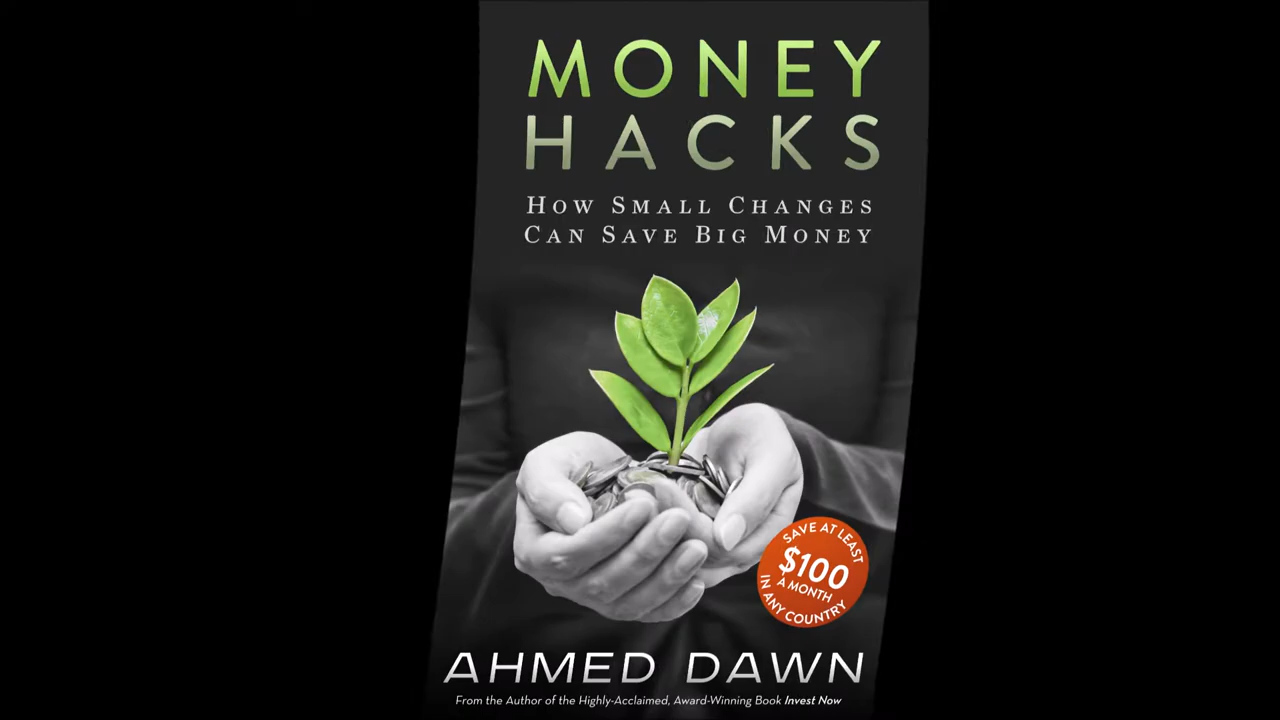 MONEY
HACKS
How Small Changes
Can Save Big Money
SAVE AT LEAST
$100
A MONTH
IN ANY COUNTRY
AHMED DAWN
From the Author of the Highly-Acclaimed, Award-Winning Book Invest Now